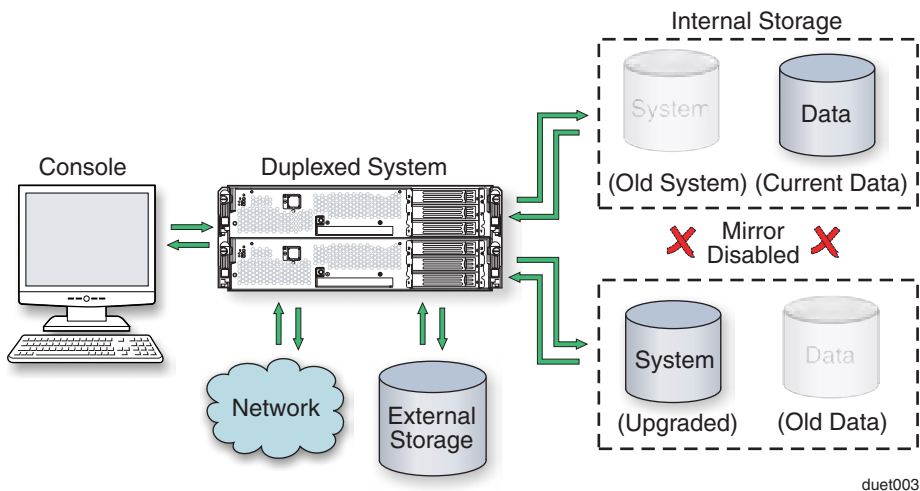 Internal Storage
System
Data
(Old System)
(Current Data)
Console
Duplexed System
Mirror
Disabled
System
Data
(Upgraded)
(Old Data)
Network
External
Storage
duet003